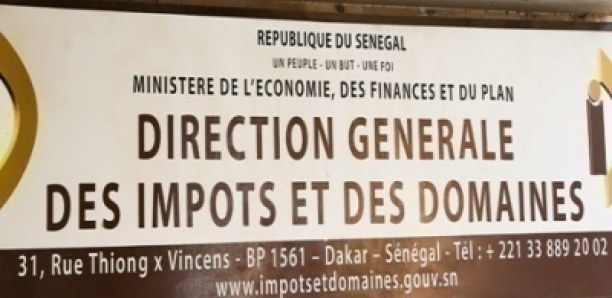 REPUBLIQUE DU SENEGAL
UN PEUPLE - UN BUT - UNE FOI
MINISTERE DE L'ECONOMIE, DES FINANCES ET DU PLAN
DIRECTION GENERALE
DES IMPOTS ET DES DOMAINES
31, Rue Thiong x Vincens - BP 1561 – Dakar – Sénégal - Tél : + 221 33 889 20 02
www.impotsetdomaines.gouv.sn